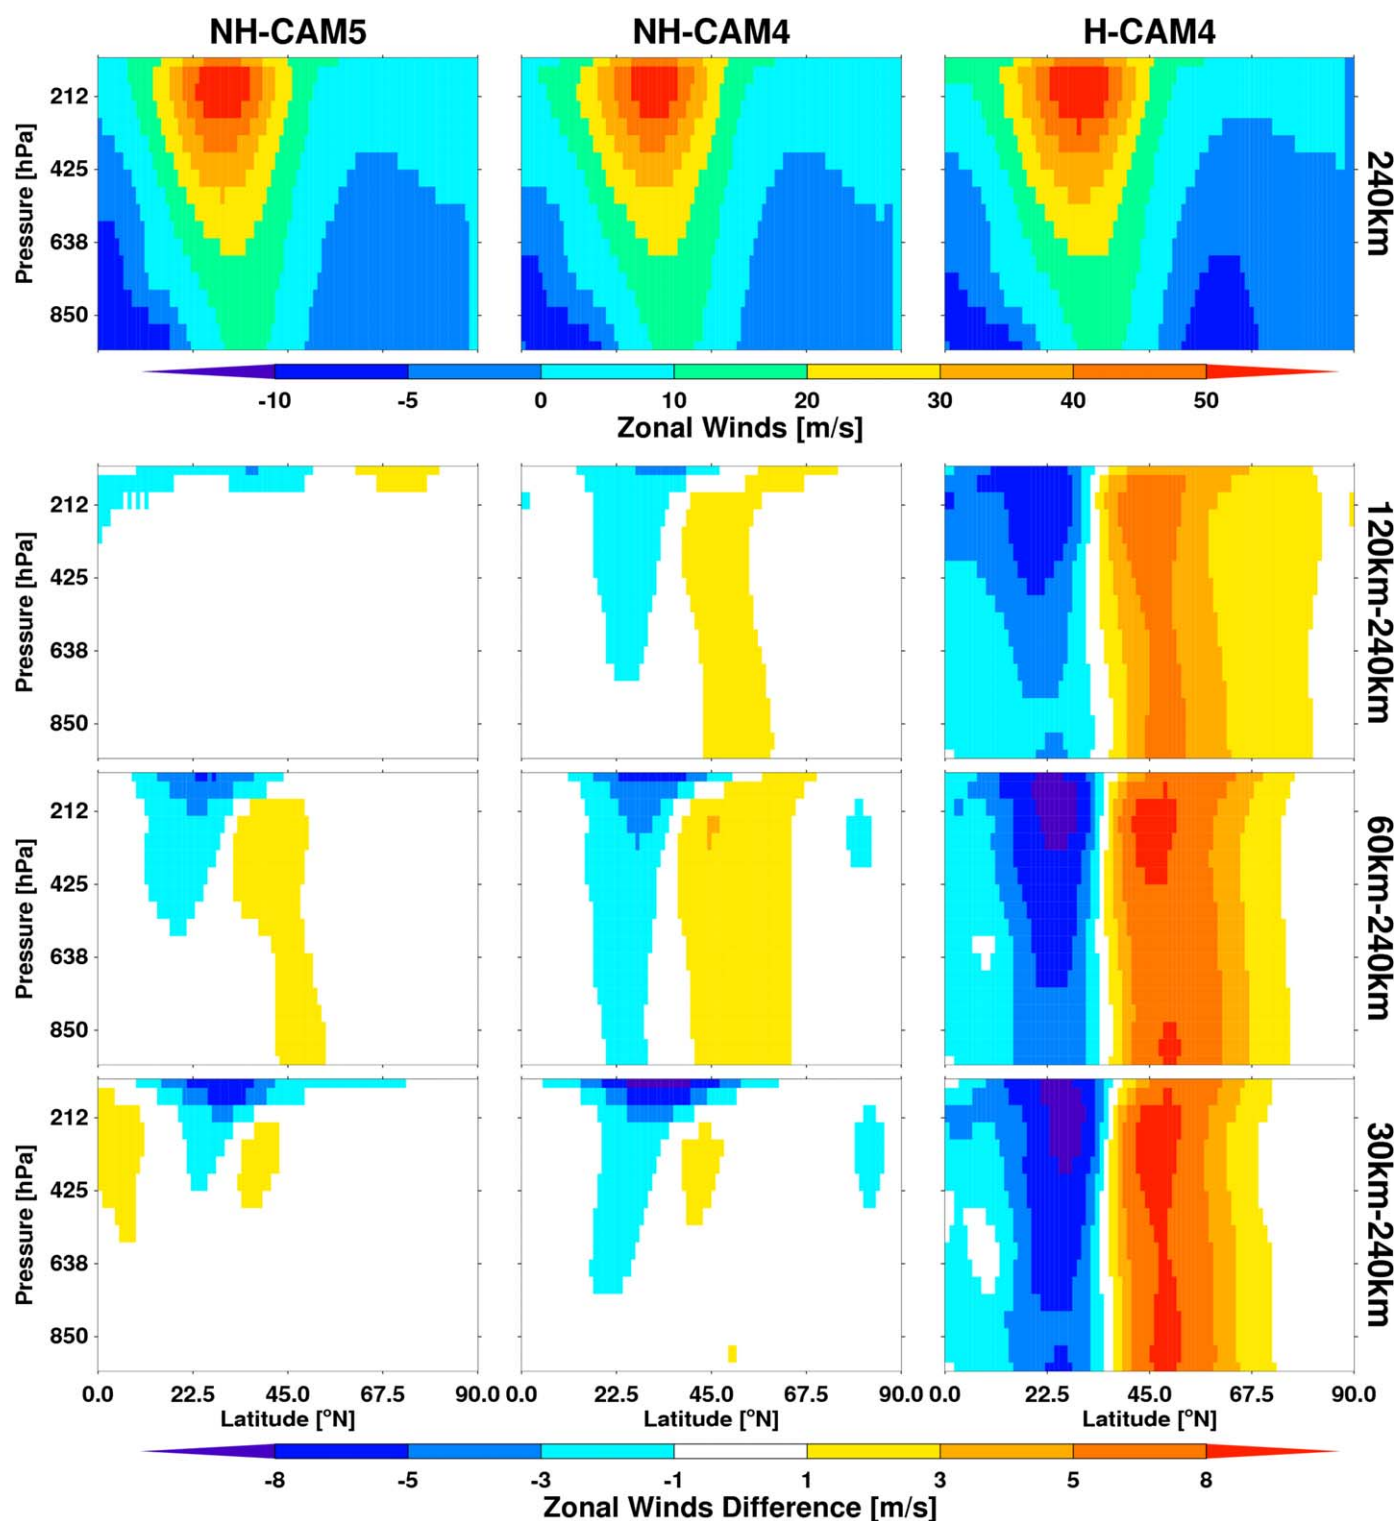 NH-CAM5 NH-CAM4 H-CAM4
212
425
638
850
Pressure [hPa]
240km
-10 -5 0 10 20 30 40 50
Zonal Winds [m/s]
212
425
638
850
Pressure [hPa]
120km-240km
212
425
638
850
Pressure [hPa]
60km-240km
212
425
638
850
Pressure [hPa]
30km-240km
0.0 22.5 45.0 67.5 90.0 0.0 22.5 45.0 67.5 90.0 0.0 22.5 45.0 67.5 90.0
Latitude [°N] Latitude [°N] Latitude [°N]
-8 -5 -3 -1 1 3 5 8
Zonal Winds Difference [m/s]